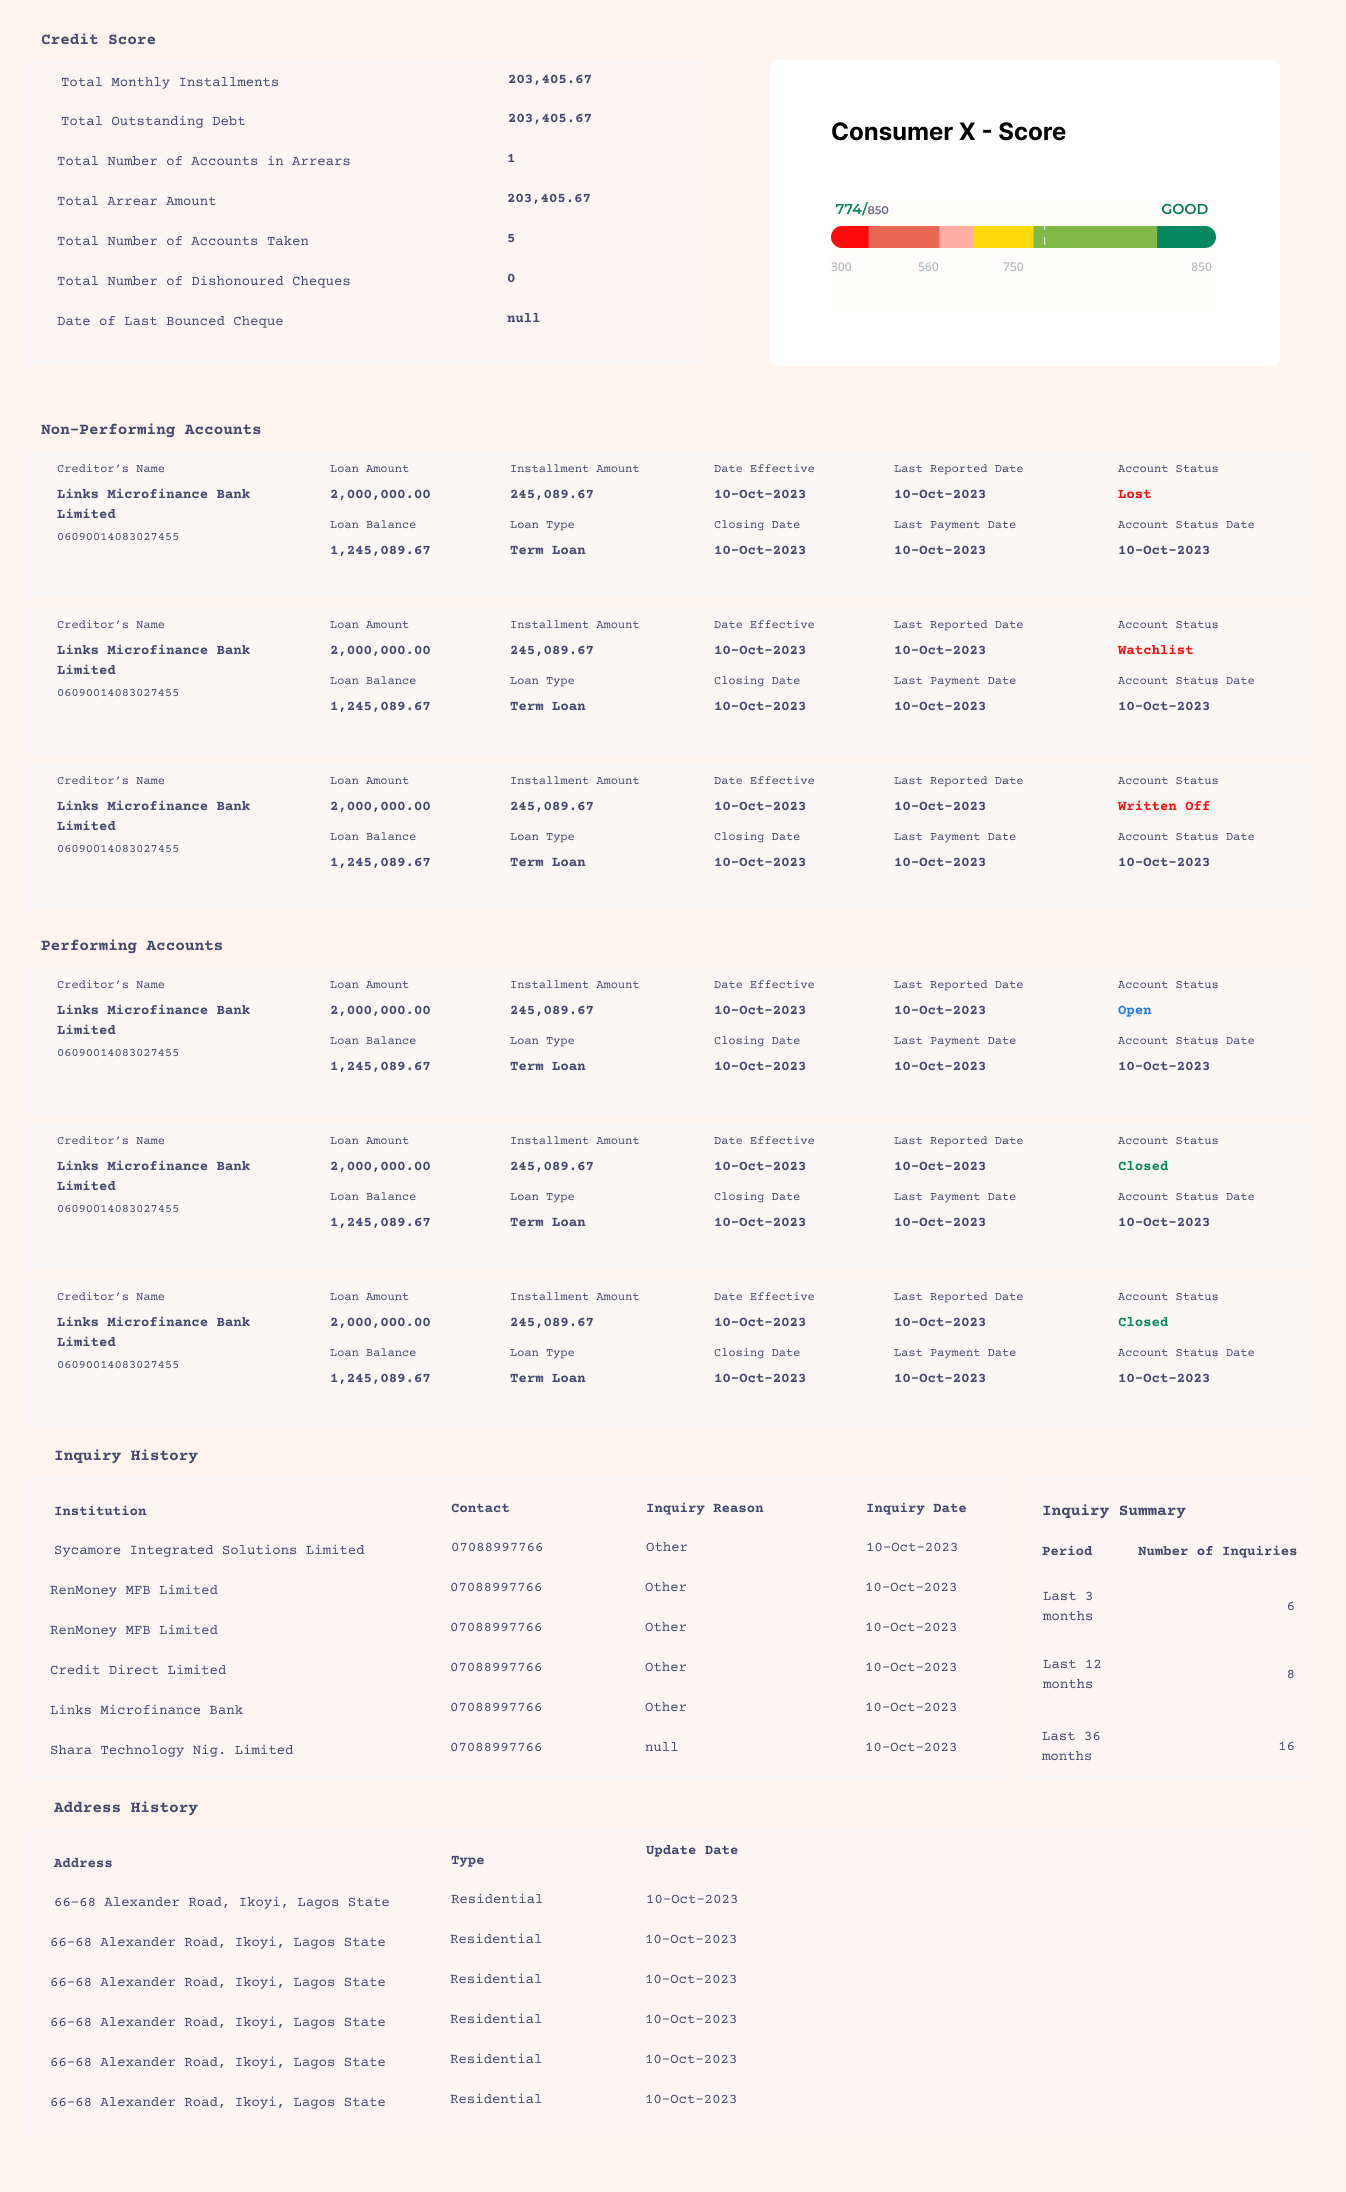 Credit Score
Total Monthly Installments 203,405.67
Total Outstanding Debt 203,405.67
Total Number of Accounts in Arrears 1
Total Arrear Amount 203,405.67
Total Number of Accounts Taken 5
Total Number of Dishonoured Cheques 0
Date of Last Bounced Cheque null
Consumer X - Score
774/850 GOOD
300 560 750 850
Non-Performing Accounts
Creditor’s Name Loan Amount Installment Amount Date Effective Last Reported Date Account Status
Links Microfinance Bank 2,000,000.00 245,089.67 10-Oct-2023 10-Oct-2023 Lost
Limited
Loan Balance Loan Type Closing Date Last Payment Date Account Status Date
06090014083027455
1,245,089.67 Term Loan 10-Oct-2023 10-Oct-2023 10-Oct-2023
Creditor’s Name Loan Amount Installment Amount Date Effective Last Reported Date Account Status
Links Microfinance Bank 2,000,000.00 245,089.67 10-Oct-2023 10-Oct-2023 Watchlist
Limited
Loan Balance Loan Type Closing Date Last Payment Date Account Status Date
06090014083027455
1,245,089.67 Term Loan 10-Oct-2023 10-Oct-2023 10-Oct-2023
Creditor’s Name Loan Amount Installment Amount Date Effective Last Reported Date Account Status
Links Microfinance Bank 2,000,000.00 245,089.67 10-Oct-2023 10-Oct-2023 Written Off
Limited
Loan Balance Loan Type Closing Date Last Payment Date Account Status Date
06090014083027455
1,245,089.67 Term Loan 10-Oct-2023 10-Oct-2023 10-Oct-2023
Performing Accounts
Creditor’s Name Loan Amount Installment Amount Date Effective Last Reported Date Account Status
Links Microfinance Bank 2,000,000.00 245,089.67 10-Oct-2023 10-Oct-2023 Open
Limited
Loan Balance Loan Type Closing Date Last Payment Date Account Status Date
06090014083027455
1,245,089.67 Term Loan 10-Oct-2023 10-Oct-2023 10-Oct-2023
Creditor’s Name Loan Amount Installment Amount Date Effective Last Reported Date Account Status
Links Microfinance Bank 2,000,000.00 245,089.67 10-Oct-2023 10-Oct-2023 Closed
Limited
Loan Balance Loan Type Closing Date Last Payment Date Account Status Date
06090014083027455
1,245,089.67 Term Loan 10-Oct-2023 10-Oct-2023 10-Oct-2023
Creditor’s Name Loan Amount Installment Amount Date Effective Last Reported Date Account Status
Links Microfinance Bank 2,000,000.00 245,089.67 10-Oct-2023 10-Oct-2023 Closed
Limited
Loan Balance Loan Type Closing Date Last Payment Date Account Status Date
06090014083027455
1,245,089.67 Term Loan 10-Oct-2023 10-Oct-2023 10-Oct-2023
Inquiry History
Institution Contact Inquiry Reason Inquiry Date
Sycamore Integrated Solutions Limited 07088997766 Other 10-Oct-2023
RenMoney MFB Limited 07088997766 Other 10-Oct-2023
RenMoney MFB Limited 07088997766 Other 10-Oct-2023
Credit Direct Limited 07088997766 Other 10-Oct-2023
Links Microfinance Bank 07088997766 Other 10-Oct-2023
Shara Technology Nig. Limited 07088997766 null 10-Oct-2023
Inquiry Summary
Period Number of Inquiries
Last 3
months 6
Last 12
months 8
Last 36
months 16
Address History
Address Type Update Date
66-68 Alexander Road, Ikoyi, Lagos State Residential 10-Oct-2023
66-68 Alexander Road, Ikoyi, Lagos State Residential 10-Oct-2023
66-68 Alexander Road, Ikoyi, Lagos State Residential 10-Oct-2023
66-68 Alexander Road, Ikoyi, Lagos State Residential 10-Oct-2023
66-68 Alexander Road, Ikoyi, Lagos State Residential 10-Oct-2023
66-68 Alexander Road, Ikoyi, Lagos State Residential 10-Oct-2023